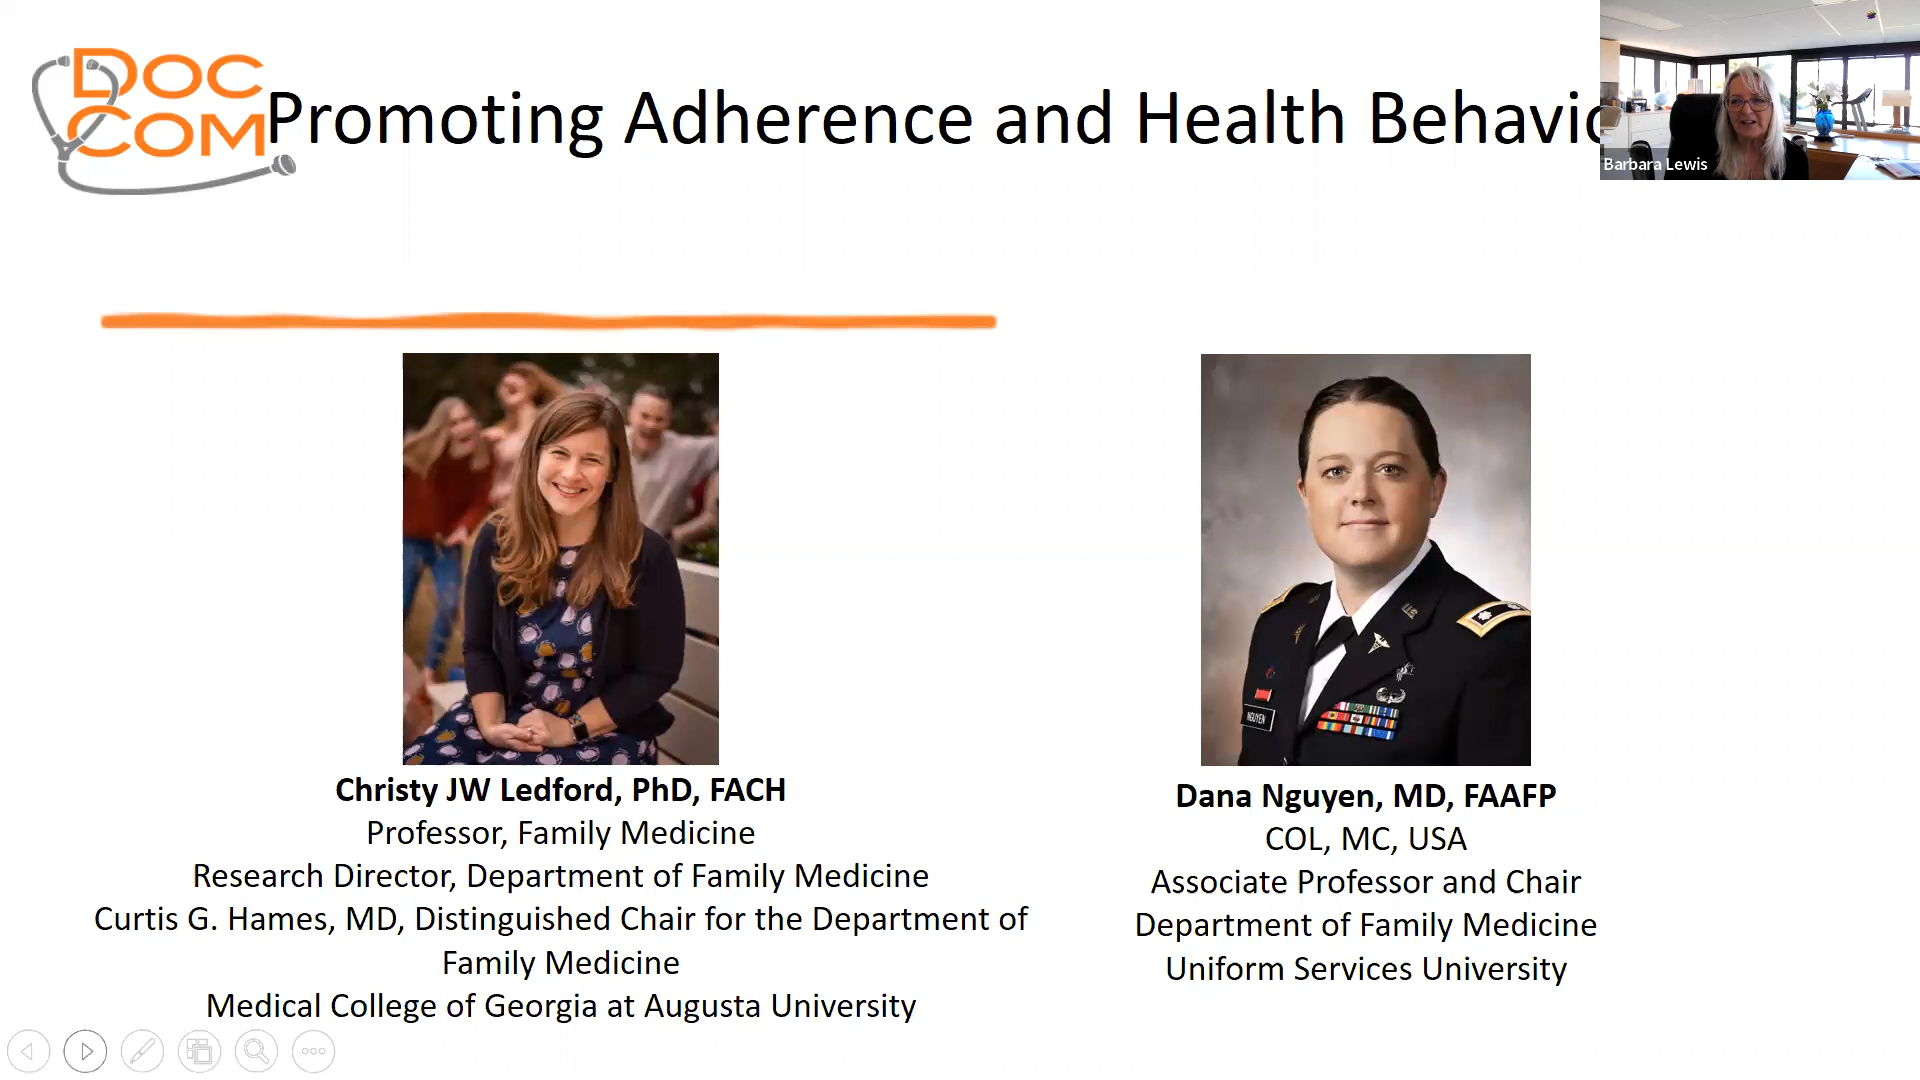 DOC
COM
Promoting Adherence and Health Behavio
Barbara Lewis
NGUYEN
Christy JW Ledford, PhD, FACH
Professor, Family Medicine
Research Director, Department of Family Medicine
Curtis G. Hames, MD, Distinguished Chair for the Department of
Family Medicine
Medical College of Georgia at Augusta University
Dana Nguyen, MD, FAAFP
COL, MC, USA
Associate Professor and Chair
Department of Family Medicine
Uniform Services University